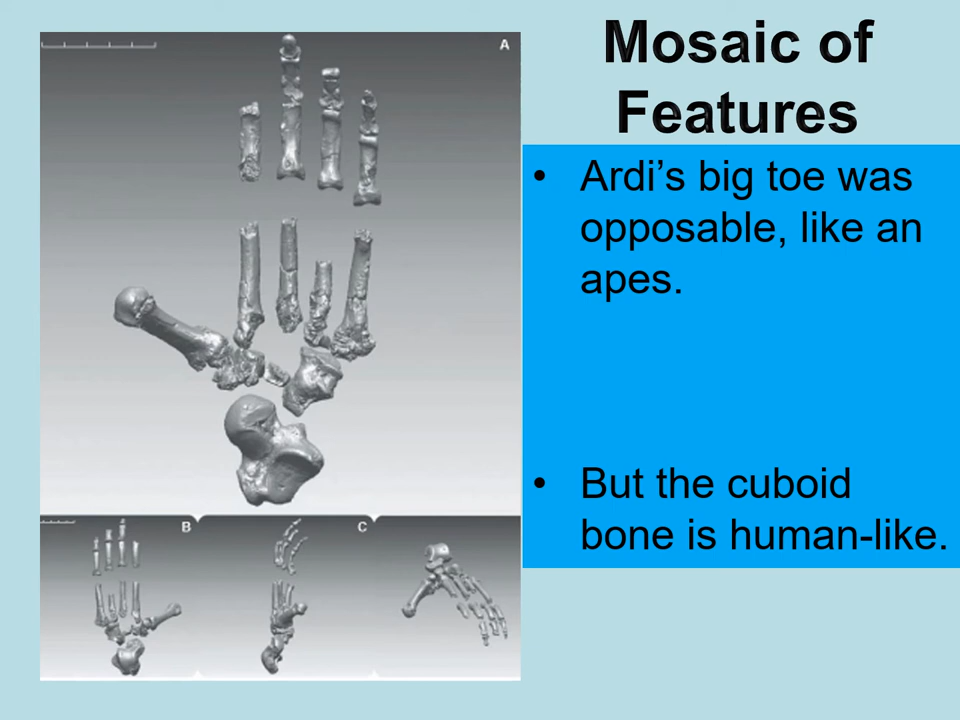 Mosaic of
Features
A
• Ardi’s big toe was
opposable, like an
apes.
• But the cuboid
bone is human-like.
B
C